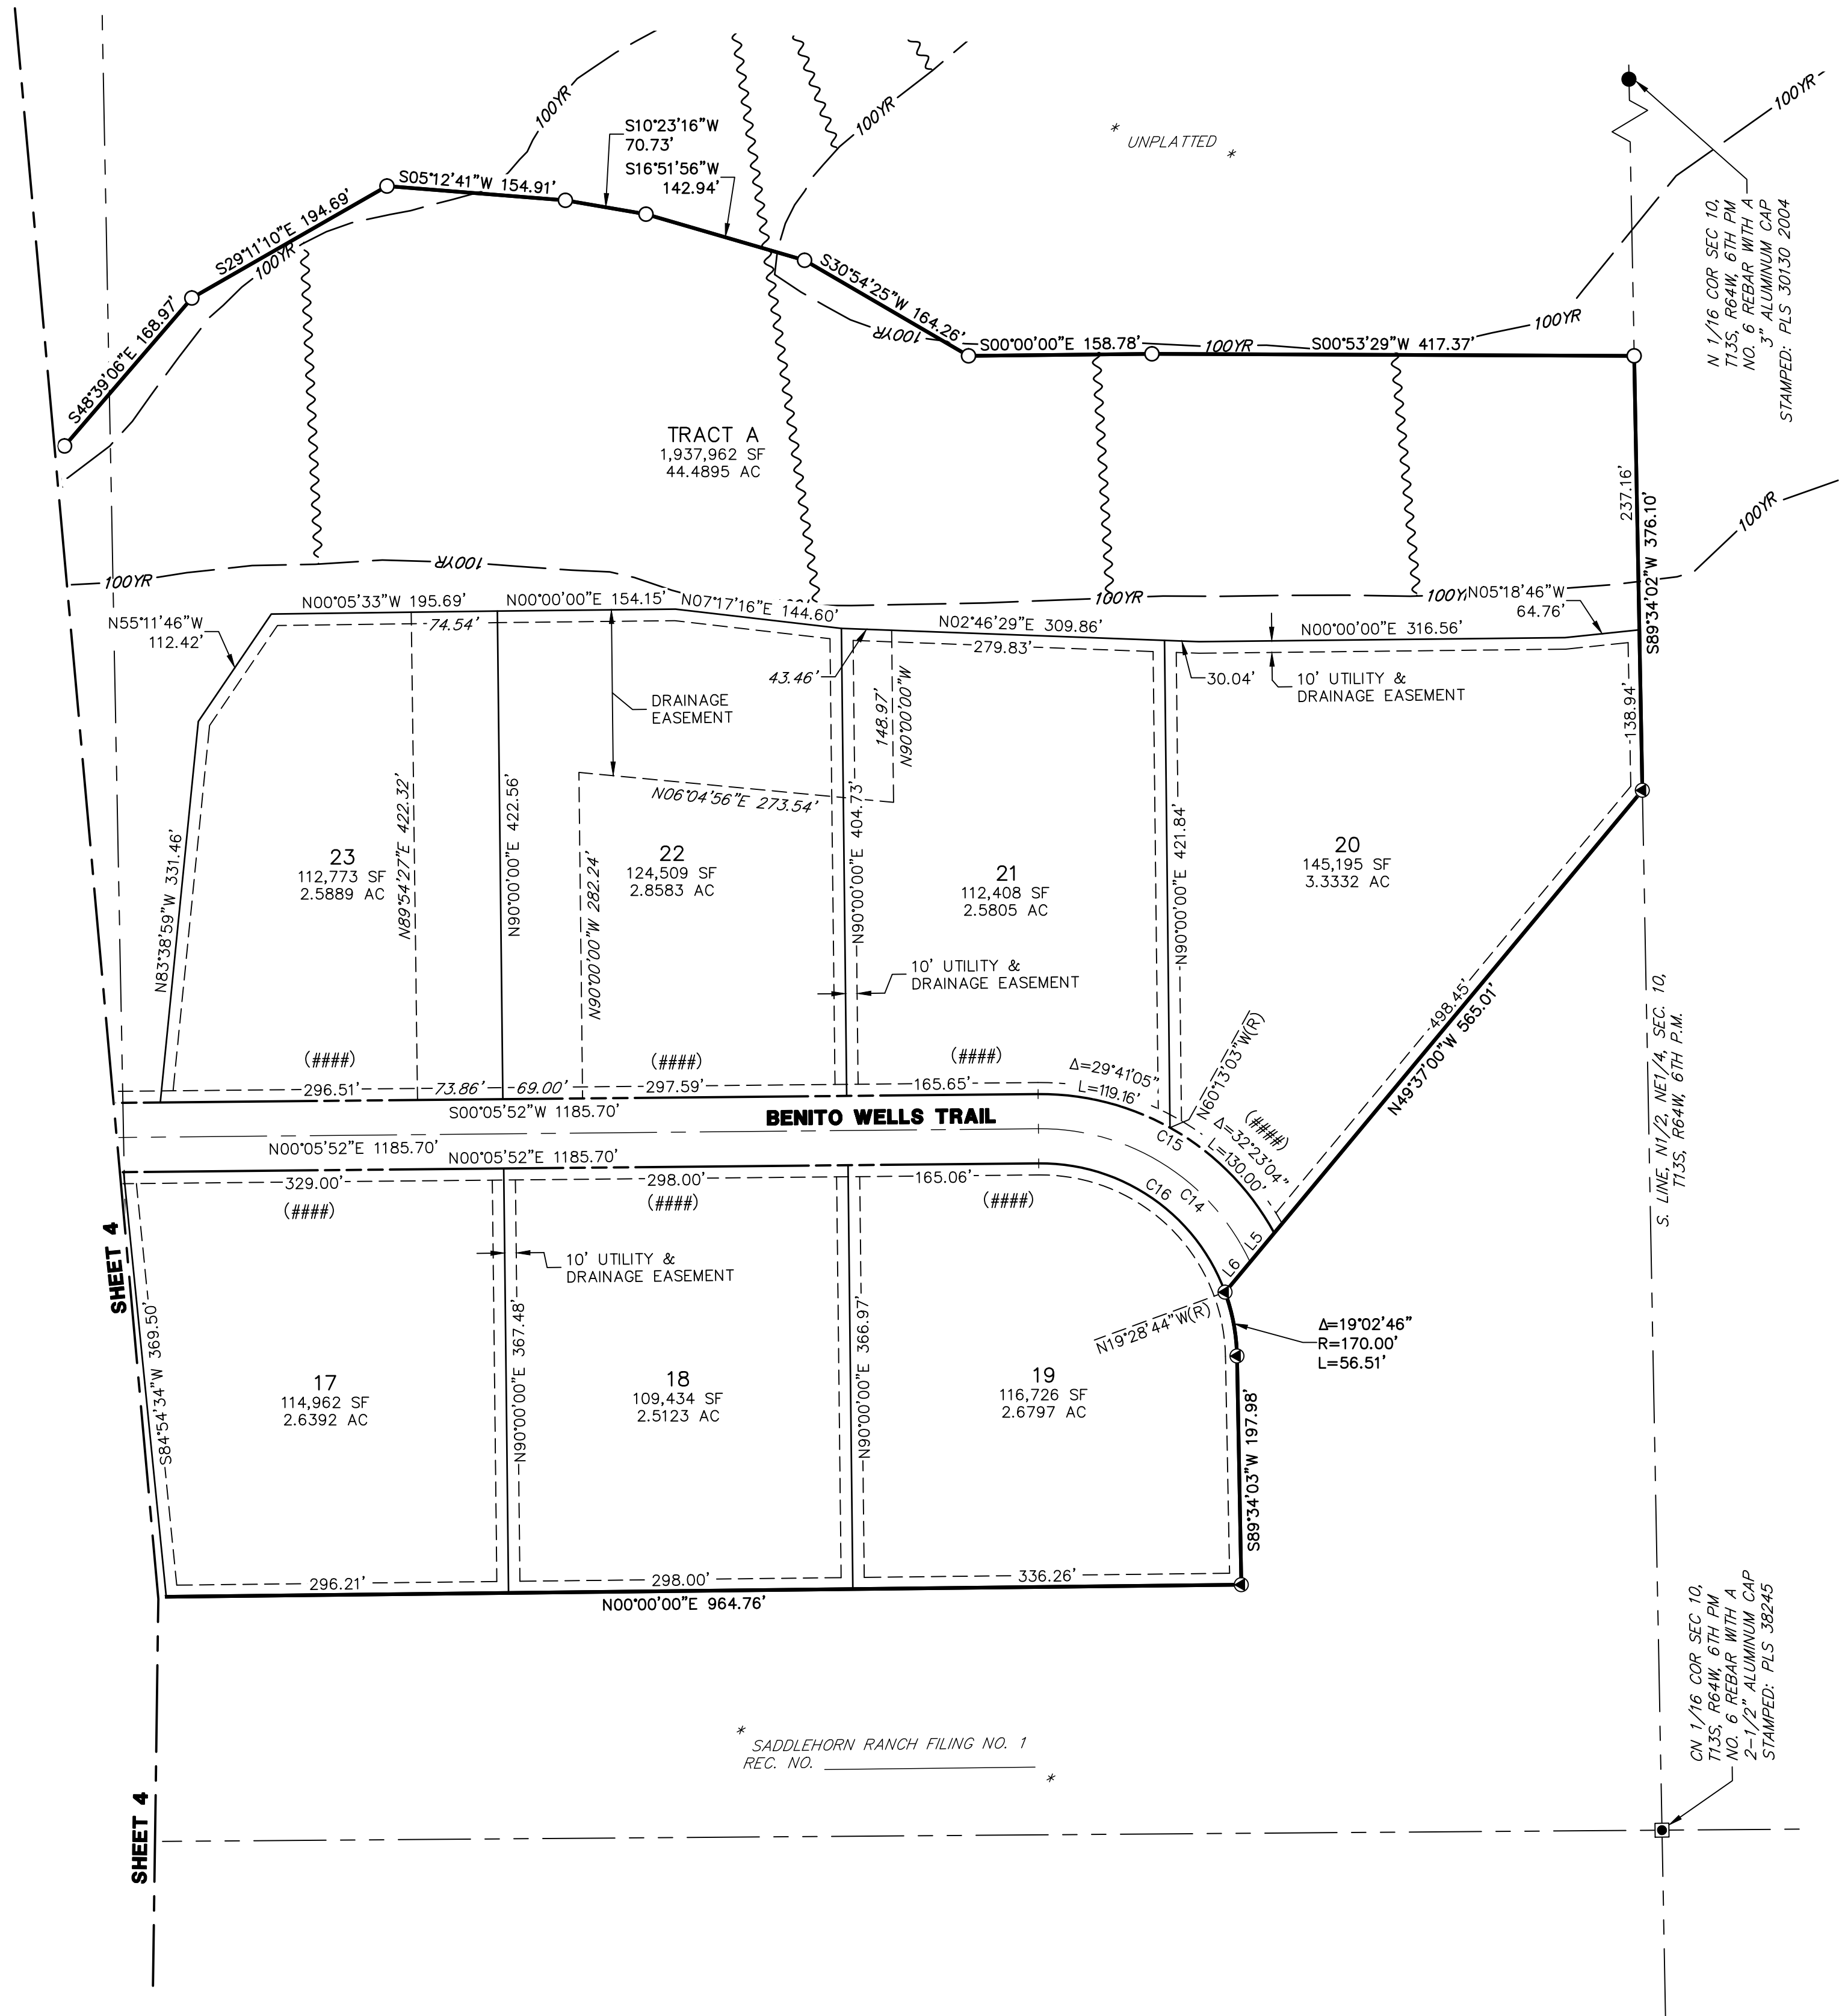 100YR
100YR
100YR
* UNPLATTED *
S10°23'16"W
70.73'
S16°51'56"W
142.94'
S05°12'41"W 154.91'
S29°11'10"E 194.69'
100YR
S48°39'06"E 168.97'
S30°54'25"W 164.26'
100YR
S00°00'00"E 158.78'
100YR
S00°53'29"W 417.37'
100YR
N 1/16 COR SEC 10,
T13S, R64W, 6TH PM
NO. 6 REBAR WITH A
3" ALUMINUM CAP
STAMPED: PLS 30130 2004
TRACT A
1,937,962 SF
44.4895 AC
237.16'
S89°34'02"W 376.10'
100YR
100YR
100YR
100YR
100YR
N05°18'46"W
64.76'
N55°11'46"W
112.42'
N00°05'33"W 195.69'
N00°00'00"E 154.15'
N07°17'16"E 144.60'
74.54'
N02°46'29"E 309.86'
279.83'
N00°00'00"E 316.56'
43.46'
30.04'
10' UTILITY &
DRAINAGE EASEMENT
138.94'
DRAINAGE
EASEMENT
148.97'
N90°00'00"W
N06°04'56"E 273.54'
N83°38'59"W 331.46'
23
112,773 SF
2.5889 AC
N89°54'27"E 422.32'
N90°00'00"E 422.56'
N90°00'00"W 282.24'
22
124,509 SF
2.8583 AC
N90°00'00"E 404.73'
21
112,408 SF
2.5805 AC
N90°00'00"E 421.84'
20
145,195 SF
3.3332 AC
10' UTILITY &
DRAINAGE EASEMENT
498.45'
N49°37'00"W 565.01'
S. LINE, N1/2, NE1/4, SEC. 10,
T13S, R64W, 6TH P.M.
(####)
(####)
(####)
(####)
296.51'
73.86'
69.00'
297.59'
165.65'
Δ=29°41'05"
L=119.16'
N60°13'03"W(R)
Δ=32°23'04"
L=130.00'
C15
S00°05'52"W 1185.70'
BENITO WELLS TRAIL
N00°05'52"E 1185.70'
N00°05'52"E 1185.70'
329.00'
298.00'
165.06'
C16
C14
L5
L6
(####)
(####)
(####)
10' UTILITY &
DRAINAGE EASEMENT
N19°28'44"W(R)
Δ=19°02'46"
R=170.00'
L=56.51'
SHEET 4
S84°54'34"W 369.50'
17
114,962 SF
2.6392 AC
N90°00'00"E 367.48'
18
109,434 SF
2.5123 AC
N90°00'00"E 366.97'
19
116,726 SF
2.6797 AC
S89°34'03"W 197.98'
296.21'
298.00'
336.26'
N00°00'00"E 964.76'
* SADDLEHORN RANCH FILING NO. 1
REC. NO. ____________ *
CN 1/16 COR SEC 10,
T13S, R64W, 6TH PM
NO. 6 REBAR WITH A
2-1/2" ALUMINUM CAP
STAMPED: PLS 38245
SHEET 4